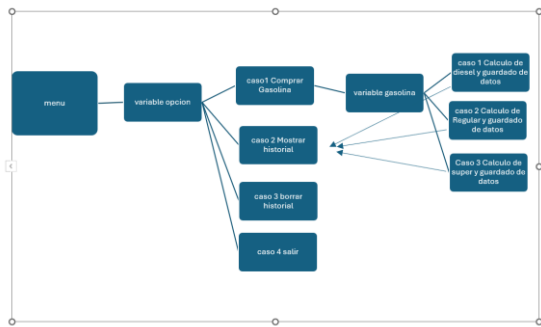 menu
variable opcion
caso1 Comprar
Gasolina
caso 2 Mostrar
historial
caso 3 borrar
historial
caso 4 salir
variable gasolina
caso 1 Calculo de
diesel y guardado de
datos
caso 2 Calculo de
Regular y guardado
de datos
Caso 3 Calculo de
super y guardado de
datos